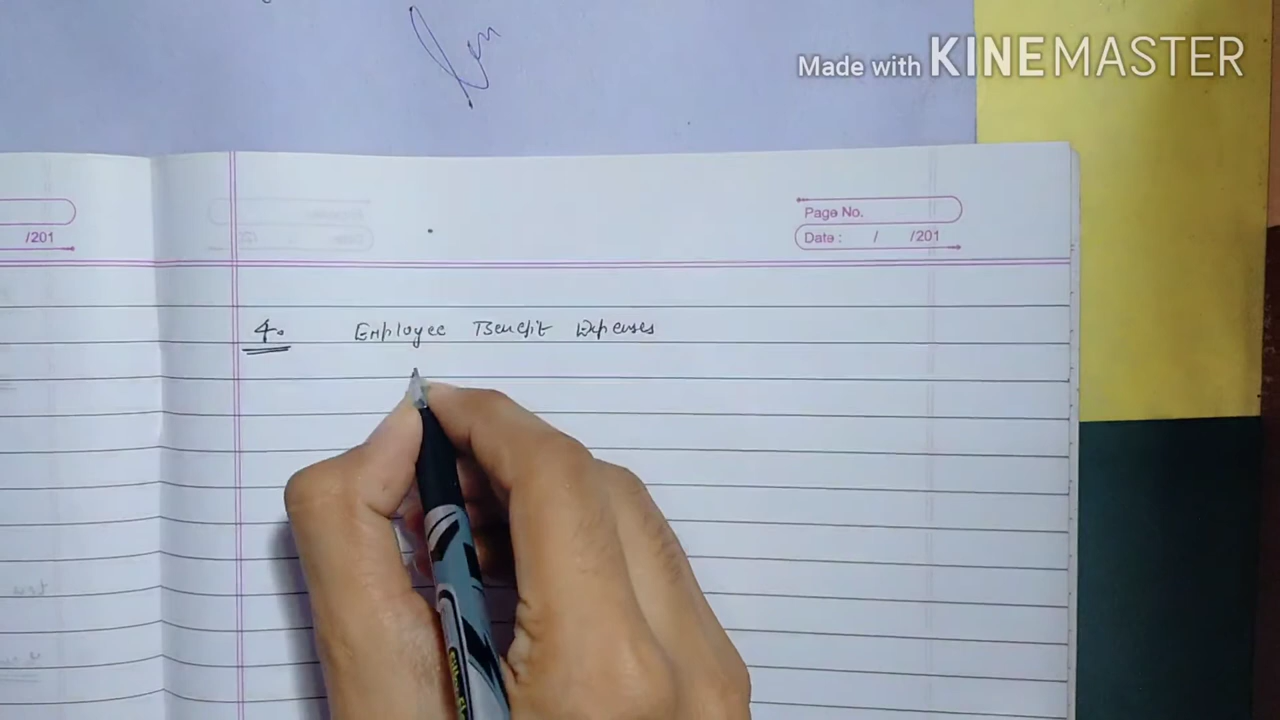 Made with KINEMASTER
Page No.
/201
Date : / /201
4. Employee Benefit Expenses